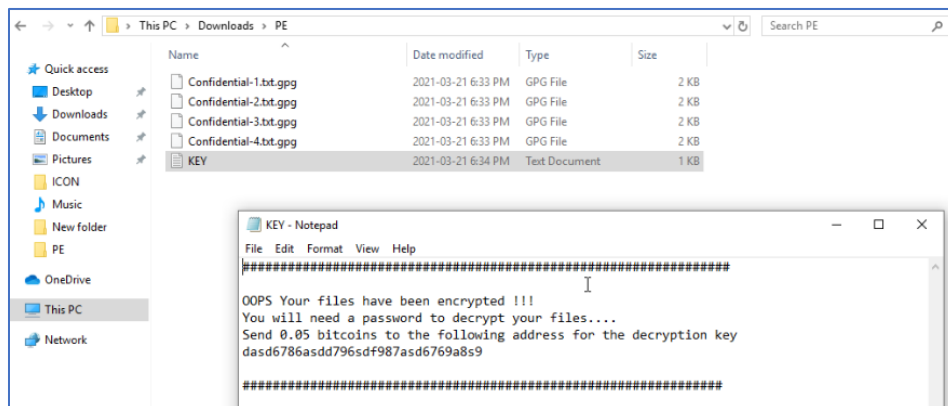 This PC > Downloads > PE
Search PE
Name Date modified Type Size
Quick access
Desktop
Downloads
Documents
Pictures
ICON
Music
New folder
PE
OneDrive
This PC
Network
Confidential-1.txt.gpg 2021-03-21 6:33 PM GPG File 2 KB
Confidential-2.txt.gpg 2021-03-21 6:33 PM GPG File 2 KB
Confidential-3.txt.gpg 2021-03-21 6:33 PM GPG File 2 KB
Confidential-4.txt.gpg 2021-03-21 6:33 PM GPG File 2 KB
KEY 2021-03-21 6:34 PM Text Document 1 KB
KEY - Notepad
File Edit Format View Help
#################################################################
OOPS Your files have been encrypted !!!
You will need a password to decrypt your files....
Send 0.05 bitcoins to the following address for the decryption key
dasd6786asdd796sdf987asd6769a8s9
################################################################